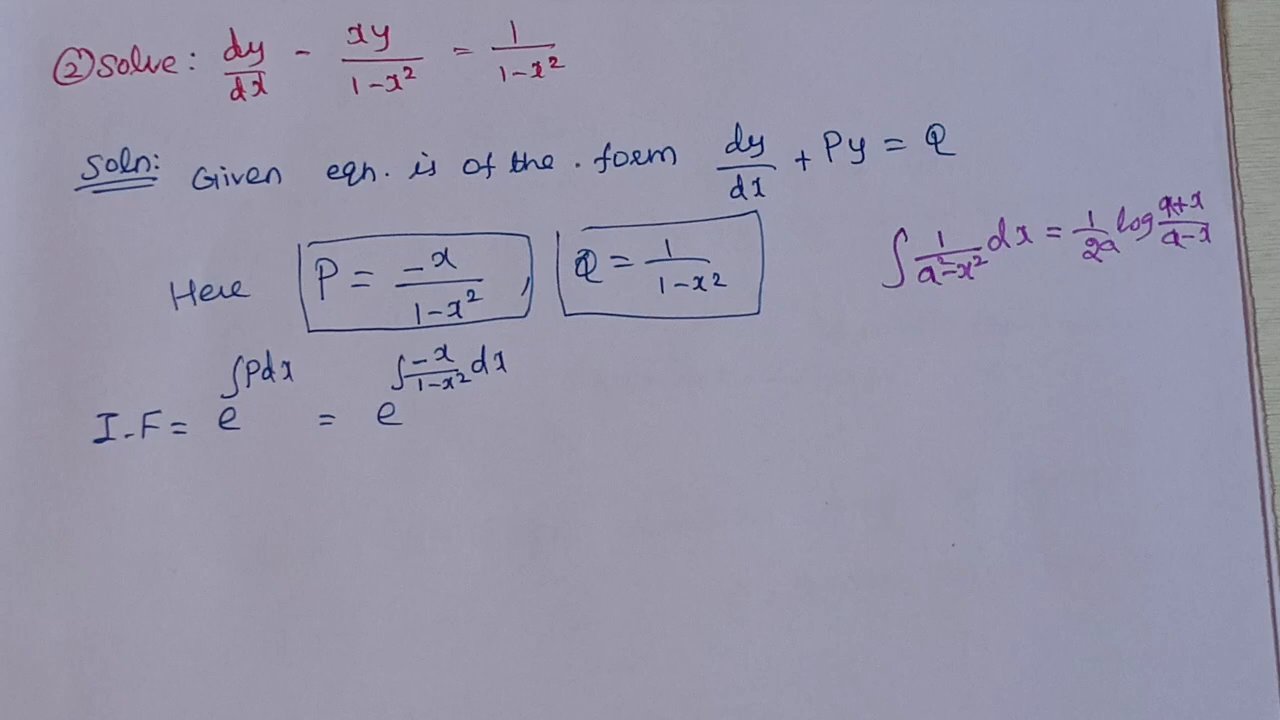 ② Solve: dy/dx - xy/(1-x²) = 1/(1-x²)
Soln: Given eqn. is of the . form dy/dx + Py = Q
Here P = -x/(1-x²), Q = 1/(1-x²)
∫ 1/(a²-x²) dx = 1/2a log (a+x)/(a-x)
I.F = e^∫Pdx = e^∫-x/(1-x²) dx